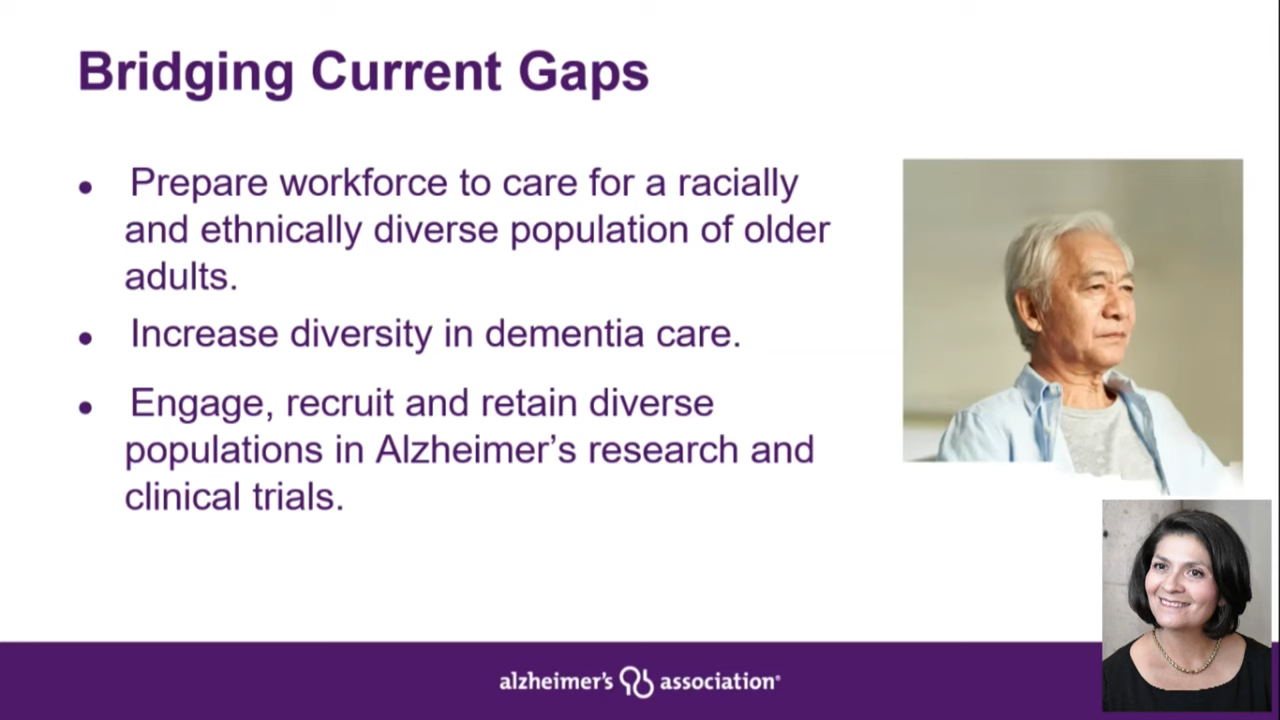 Bridging Current Gaps
• Prepare workforce to care for a racially
and ethnically diverse population of older
adults.
• Increase diversity in dementia care.
• Engage, recruit and retain diverse
populations in Alzheimer’s research and
clinical trials.
alzheimer's association®